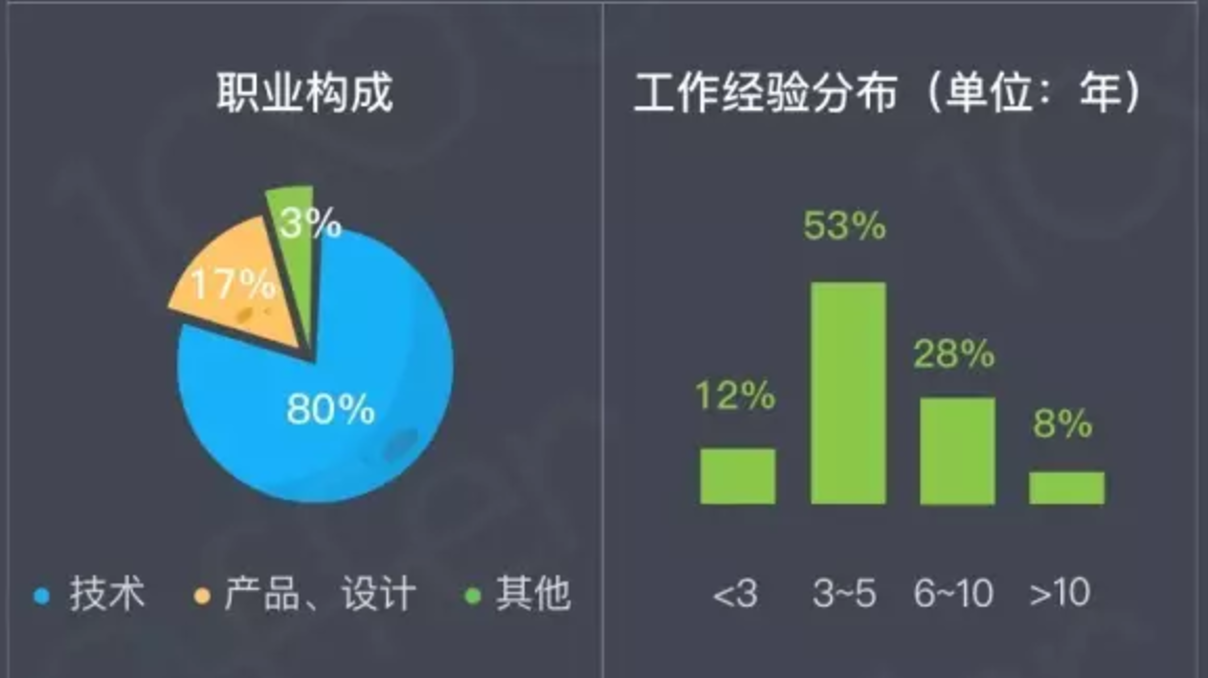 职业构成
3%
17%
80%
技术 产品、设计 其他
工作经验分布（单位：年）
53%
28%
12%
8%
<3 3~5 6~10 >10